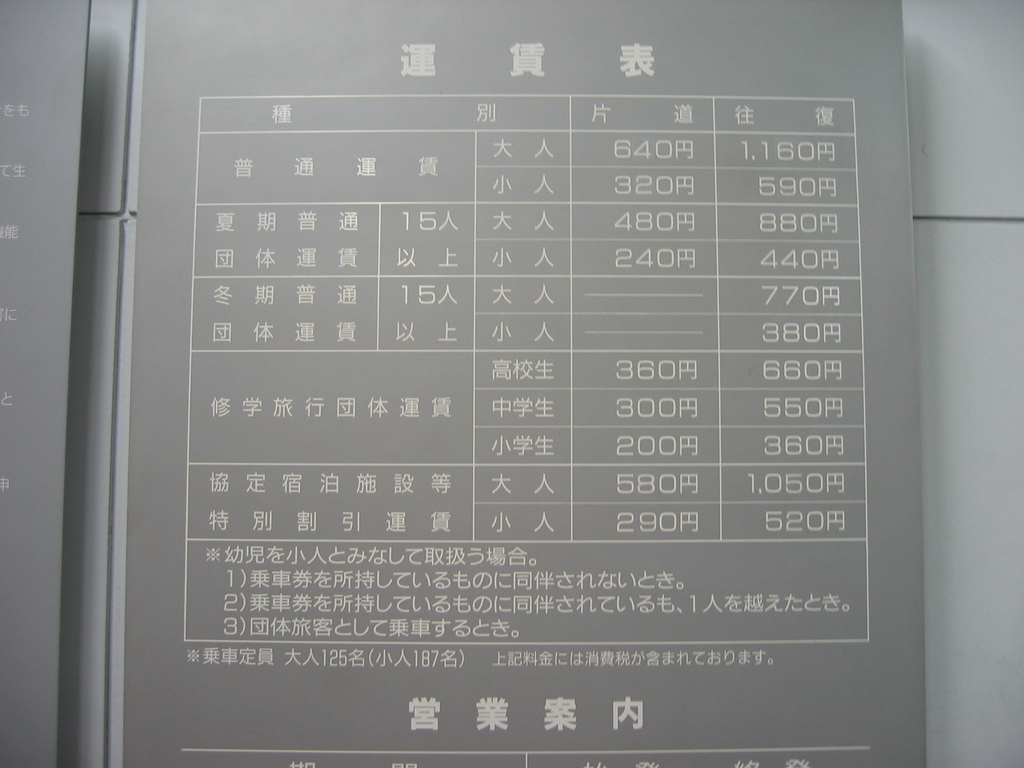 運賃表
種別 片道 往復
普通運賃 大人 640円 1,160円
小人 320円 590円
夏期普通 15人 大人 480円 880円
団体運賃 以上 小人 240円 440円
冬期普通 15人 大人 ――― 770円
団体運賃 以上 小人 ――― 380円
高校生 360円 660円
修学旅行団体運賃 中学生 300円 550円
小学生 200円 360円
協定宿泊施設等 大人 580円 1,050円
特別割引運賃 小人 290円 520円
※幼児を小人とみなして取扱う場合。
1)乗車券を所持しているものに同伴されないとき。
2)乗車券を所持しているものに同伴されているも、1人を越えたとき。
3)団体旅客として乗車するとき。
※乗車定員 大人125名(小人187名) 上記料金には消費税が含まれております。
営業案内
をも
て生
機能
に
と